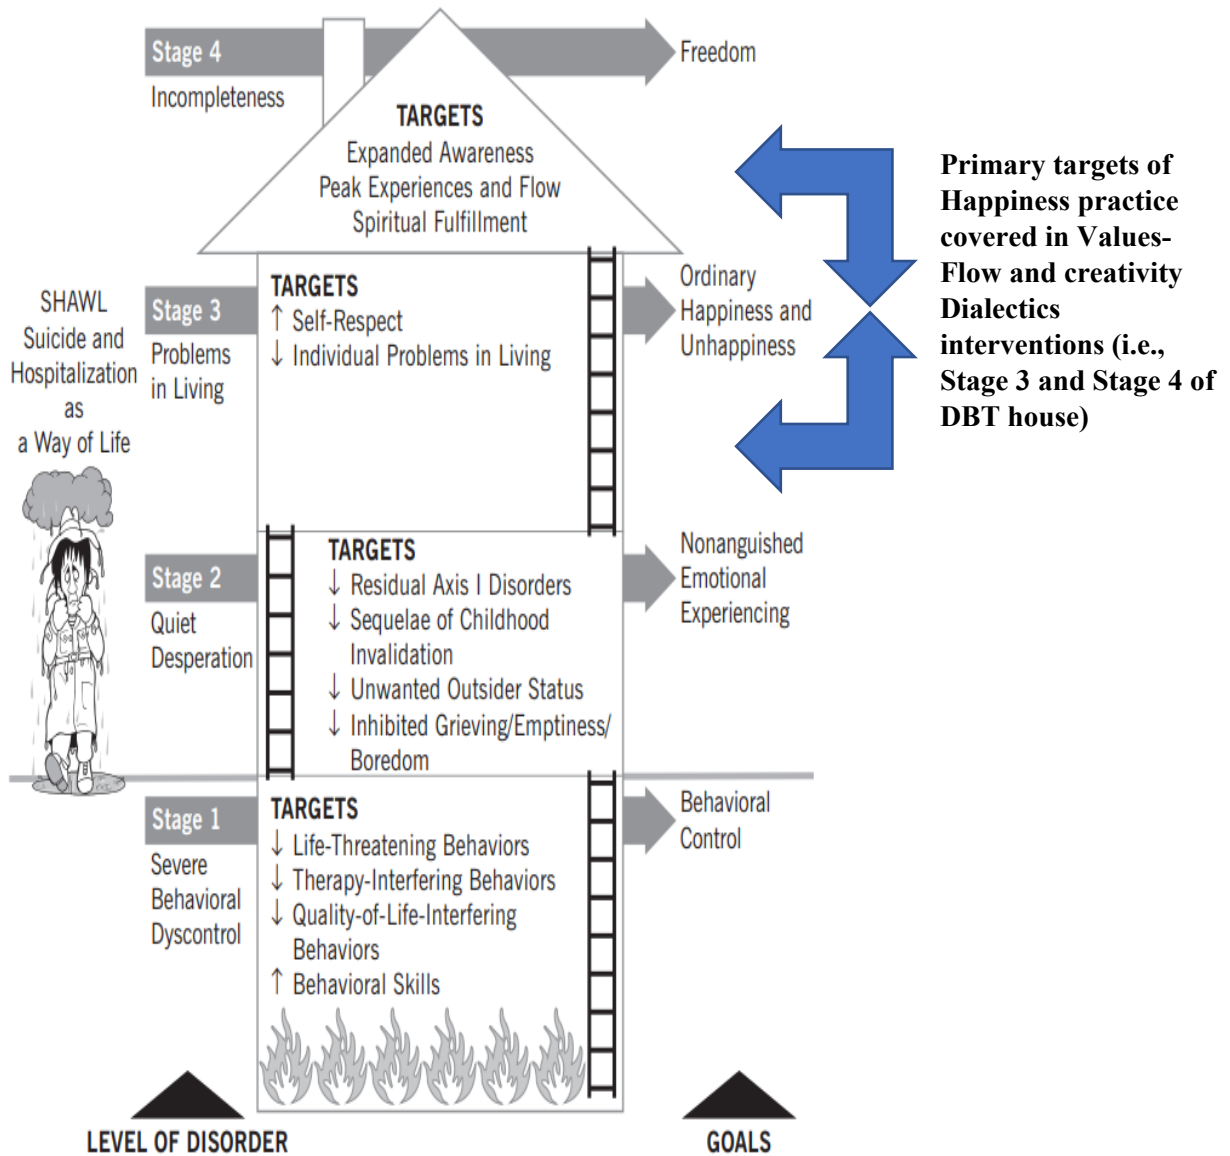 Stage 4
Incompleteness
Freedom
TARGETS
Expanded Awareness
Peak Experiences and Flow
Spiritual Fulfillment
Primary targets of
Happiness practice
covered in Values-
Flow and creativity
Dialectics
interventions (i.e.,
Stage 3 and Stage 4 of
DBT house)
SHAWL
Suicide and
Hospitalization
as
a Way of Life
Stage 3
Problems
in Living
TARGETS
↑ Self-Respect
↓ Individual Problems in Living
Ordinary
Happiness and
Unhappiness
Stage 2
Quiet
Desperation
TARGETS
↓ Residual Axis I Disorders
↓ Sequelae of Childhood
Invalidation
↓ Unwanted Outsider Status
↓ Inhibited Grieving/Emptiness/
Boredom
Nonanguished
Emotional
Experiencing
Stage 1
Severe
Behavioral
Dyscontrol
TARGETS
↓ Life-Threatening Behaviors
↓ Therapy-Interfering Behaviors
↓ Quality-of-Life-Interfering
Behaviors
↑ Behavioral Skills
Behavioral
Control
LEVEL OF DISORDER
GOALS